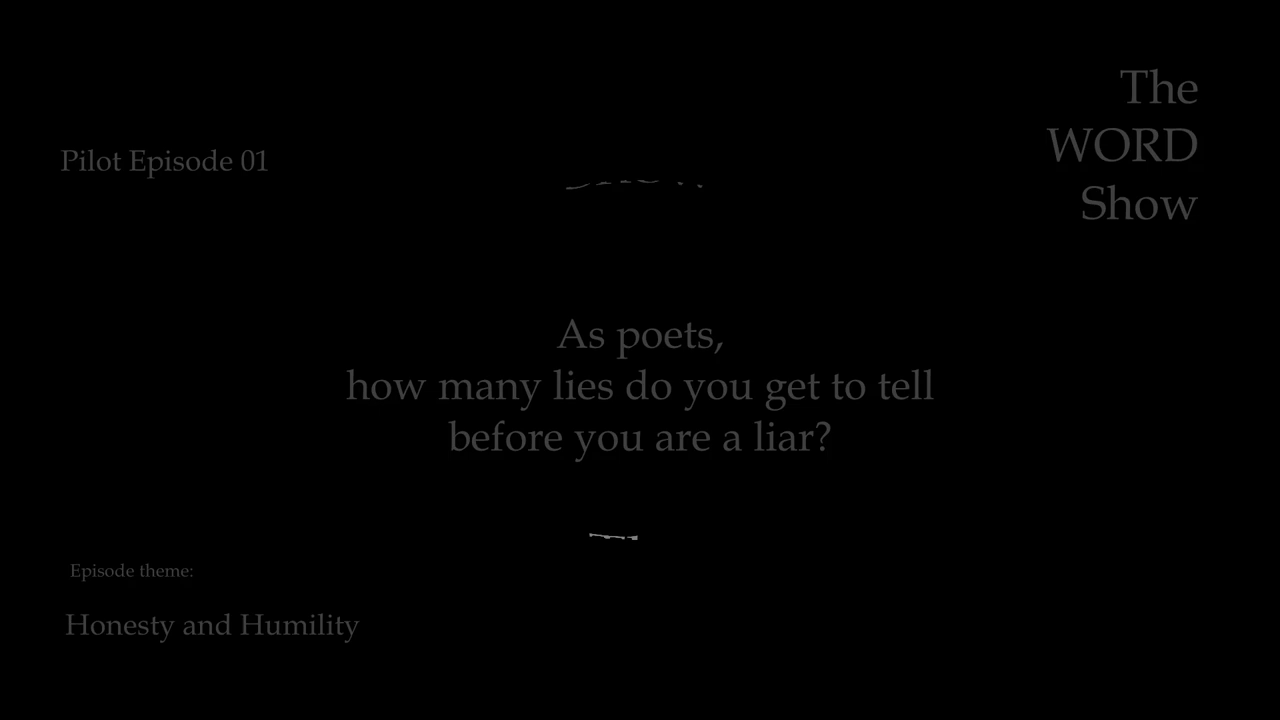 The
WORD
Show
Pilot Episode 01
As poets,
how many lies do you get to tell
before you are a liar?
Episode theme:
Honesty and Humility